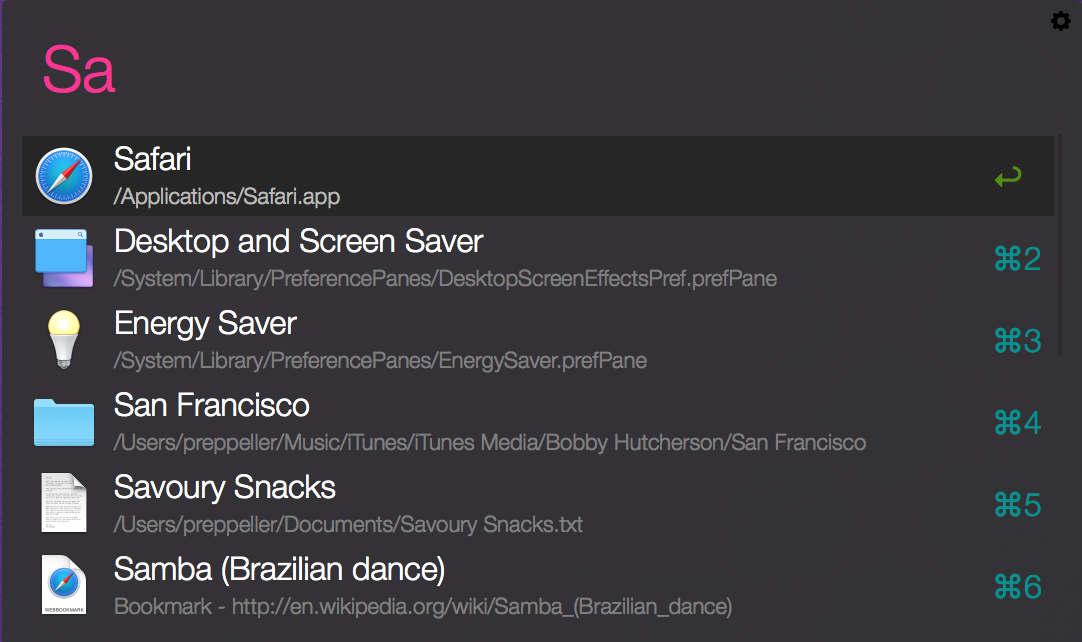 Sa
Safari
/Applications/Safari.app
Desktop and Screen Saver
/System/Library/PreferencePanes/DesktopScreenEffectsPref.prefPane
⌘2
Energy Saver
/System/Library/PreferencePanes/EnergySaver.prefPane
⌘3
San Francisco
/Users/preppeller/Music/iTunes/iTunes Media/Bobby Hutcherson/San Francisco
⌘4
Savoury Snacks
/Users/preppeller/Documents/Savoury Snacks.txt
⌘5
Samba (Brazilian dance)
Bookmark - http://en.wikipedia.org/wiki/Samba_(Brazilian_dance)
⌘6
WEBBOOKMARK